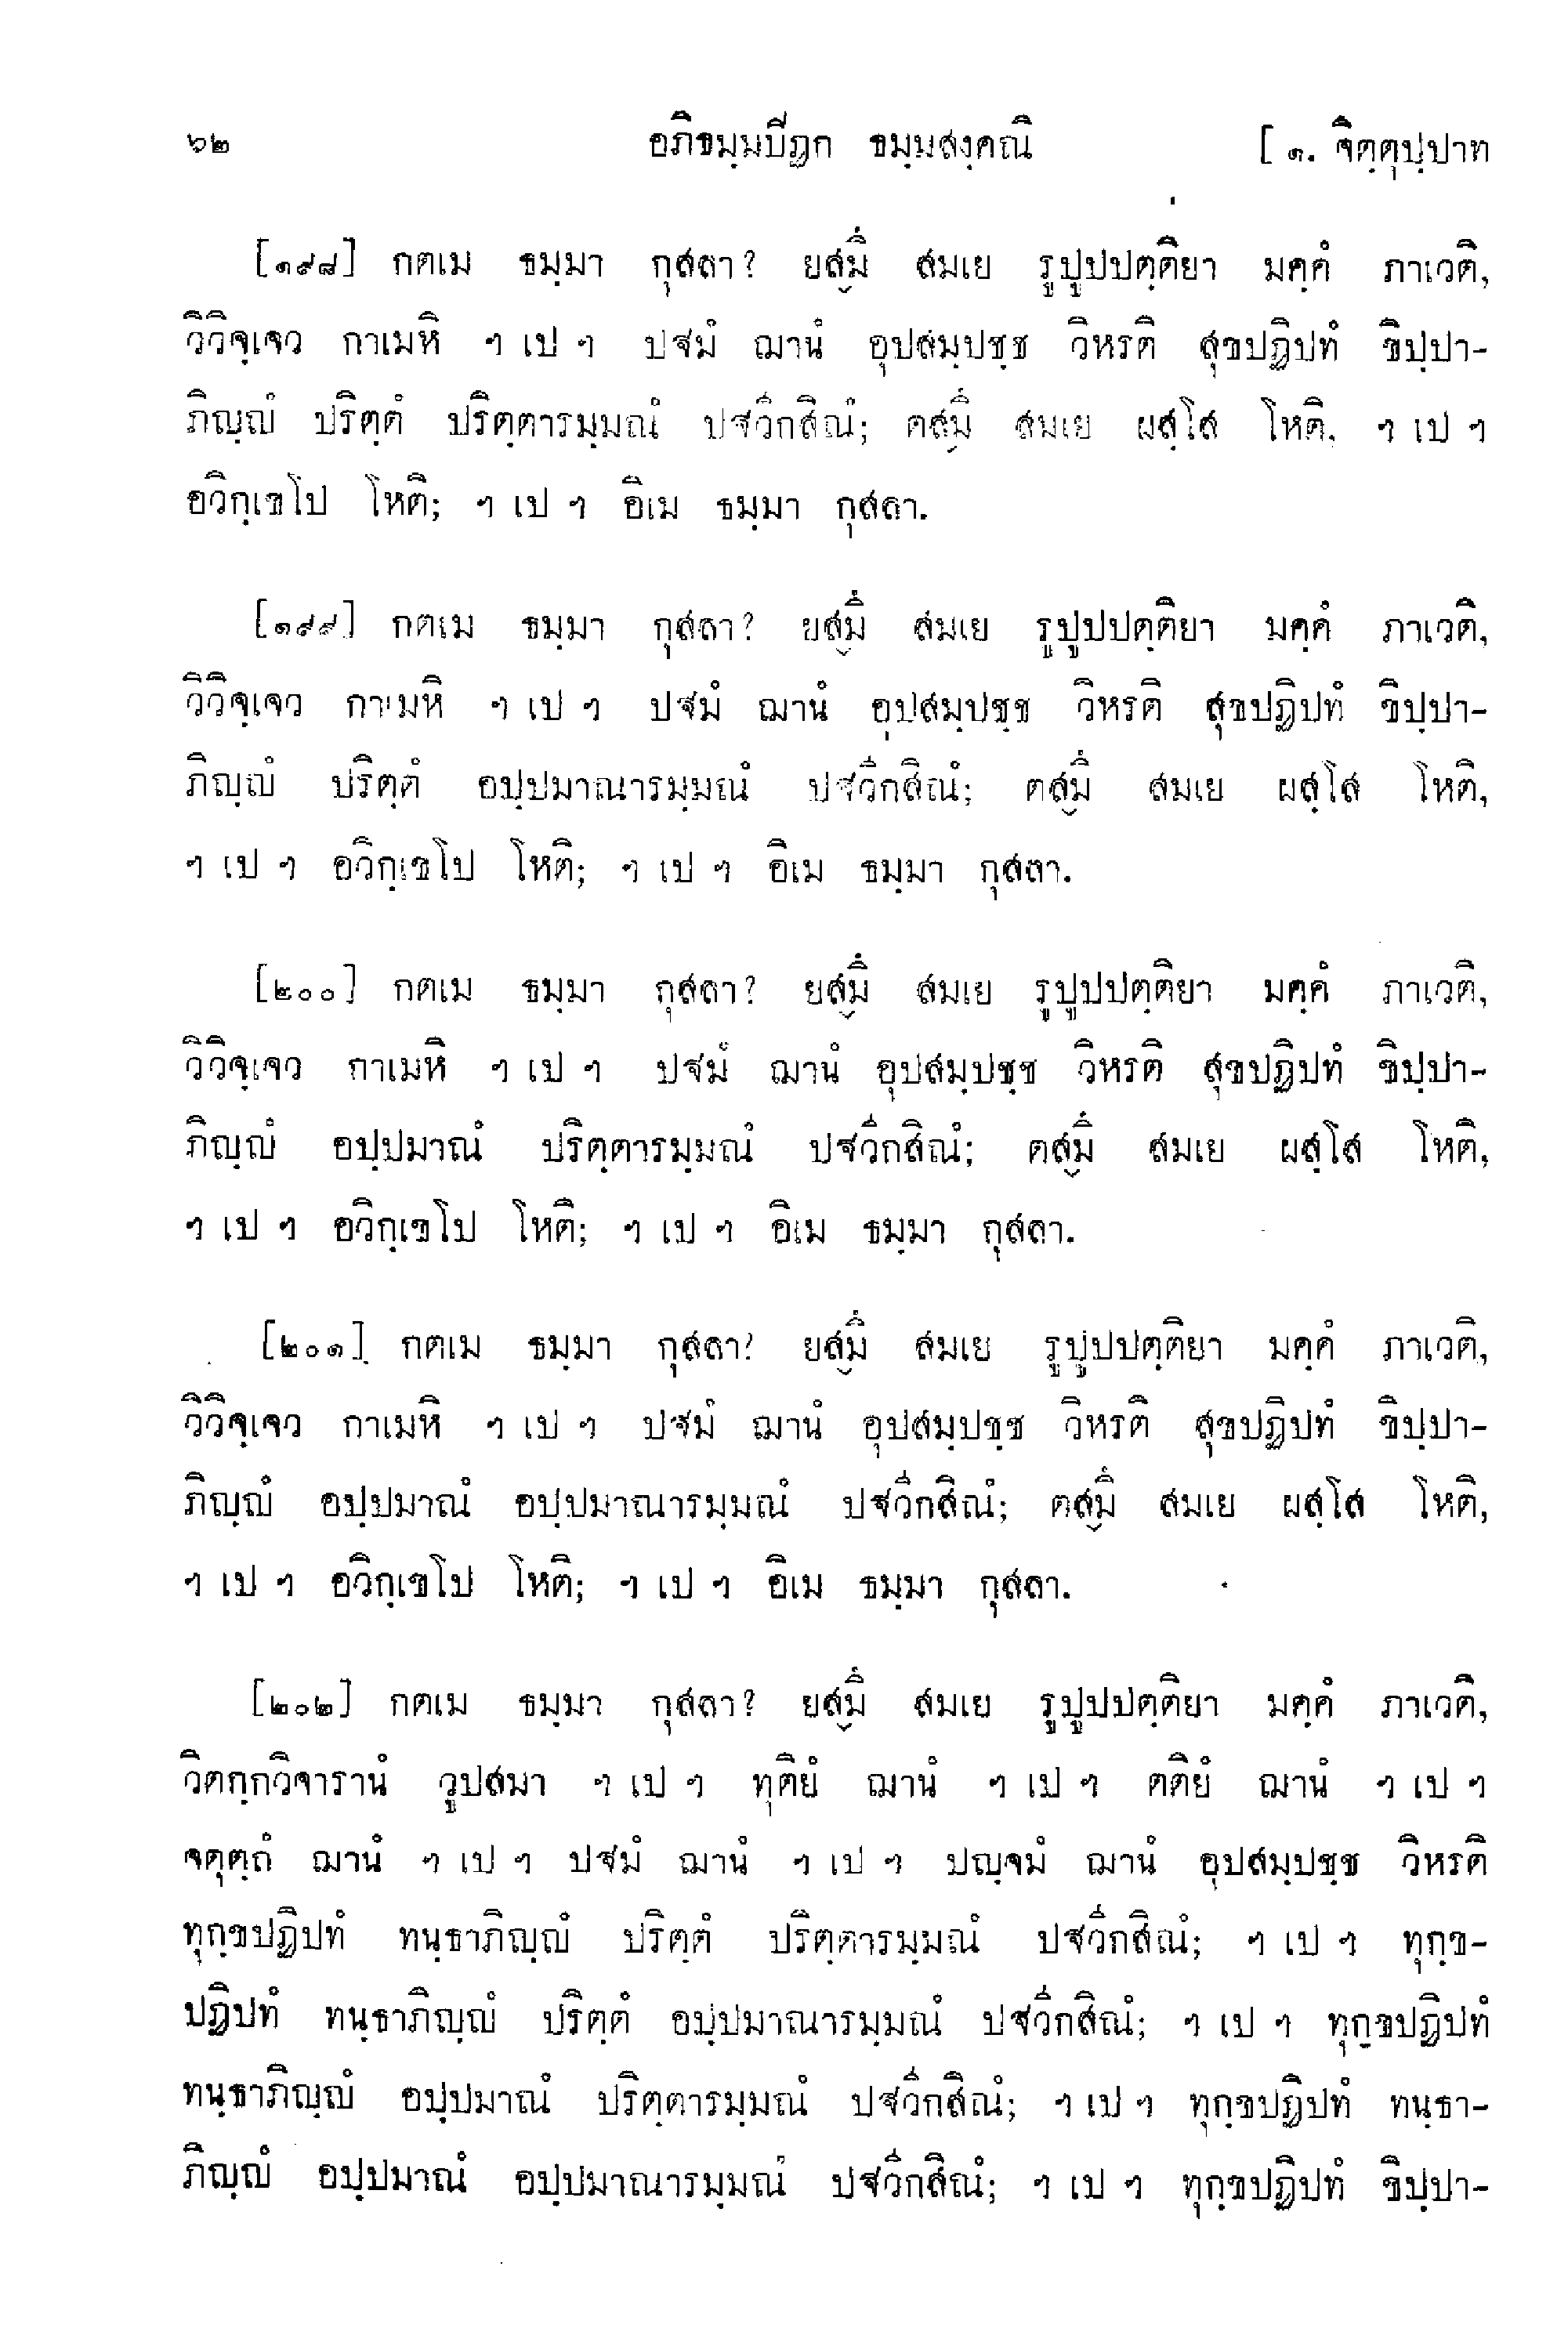 ๖๒ อภิธมฺมปีฏก ธมฺมสงฺคณิ [ ๑. จิตฺตุปฺปาท
[๑๙๘] กตเม ธมฺมา กุสลา? ยสฺมึ่ สมเย รูปูปปตฺติยา มคฺคํ ภาเวติ,
วิวิจฺเจว กาเมหิ ฯ เป ฯ ปฐมํ ฌานํ อุปสมฺปชฺช วิหรติ สุขปฏิปทํ ขิปฺปา-
ภิญฺญํ ปริตฺตํ ปริตฺตารมฺมณํ ปฐวึ่กสิณํ; ตสฺมึ่ สมเย ผสฺโส โหติ, ฯ เป ฯ
อวิกฺเขโป โหติ; ฯ เป ฯ อิเม ธมฺมา กุสลา.
[๑๙๙] กตเม ธมฺมา กุสลา? ยสฺมึ่ สมเย รูปูปปตฺติยา มคฺคํ ภาเวติ,
วิวิจฺเจว กาเมหิ ฯ เป ฯ ปฐมํ ฌานํ อุปสมฺปชฺช วิหรติ สุขปฏิปทํ ขิปฺปา-
ภิญฺญํ ปริตฺตํ อปฺปมาณารมฺมณํ ปฐวึ่กสิณํ; ตสฺมึ่ สมเย ผสฺโส โหติ,
ฯ เป ฯ อวิกฺเขโป โหติ; ฯ เป ฯ อิเม ธมฺมา กุสลา.
[๒๐๐] กตเม ธมฺมา กุสลา? ยสฺมึ่ สมเย รูปูปปตฺติยา มคฺคํ ภาเวติ,
วิวิจฺเจว กาเมหิ ฯ เป ฯ ปฐมํ ฌานํ อุปสมฺปชฺช วิหรติ สุขปฏิปทํ ขิปฺปา-
ภิญฺญํ อปฺปมาณํ ปริตฺตารมฺมณํ ปฐวึ่กสิณํ; ตสฺมึ่ สมเย ผสฺโส โหติ,
ฯ เป ฯ อวิกฺเขโป โหติ; ฯ เป ฯ อิเม ธมฺมา กุสลา.
[๒๐๑] กตเม ธมฺมา กุสลา? ยสฺมึ่ สมเย รูปูปปตฺติยา มคฺคํ ภาเวติ,
วิวิจฺเจว กาเมหิ ฯ เป ฯ ปฐมํ ฌานํ อุปสมฺปชฺช วิหรติ สุขปฏิปทํ ขิปฺปา-
ภิญฺญํ อปฺปมาณํ อปฺปมาณารมฺมณํ ปฐวึ่กสิณํ; ตสฺมึ่ สมเย ผสฺโส โหติ,
ฯ เป ฯ อวิกฺเขโป โหติ; ฯ เป ฯ อิเม ธมฺมา กุสลา.
[๒๐๒] กตเม ธมฺมา กุสลา? ยสฺมึ่ สมเย รูปูปปตฺติยา มคฺคํ ภาเวติ,
วิตกฺกวิจารานํ วูปสมา ฯ เป ฯ ทุติยํ ฌานํ ฯ เป ฯ ตติยํ ฌานํ ฯ เป ฯ
จตุตฺถํ ฌานํ ฯ เป ฯ ปฐมํ ฌานํ ฯ เป ฯ ปญฺจมํ ฌานํ อุปสมฺปชฺช วิหรติ
ทุกฺขปฏิปทํ ทนฺธาภิญฺญํ ปริตฺตํ ปริตฺตารมฺมณํ ปฐวึ่กสิณํ; ฯ เป ฯ ทุกฺข-
ปฏิปทํ ทนฺธาภิญฺญํ ปริตฺตํ อปฺปมาณารมฺมณํ ปฐวึ่กสิณํ; ฯ เป ฯ ทุกฺขปฏิปทํ
ทนฺธาภิญฺญํ อปฺปมาณํ ปริตฺตารมฺมณํ ปฐวึ่กสิณํ; ฯ เป ฯ ทุกฺขปฏิปทํ ทนฺธา-
ภิญฺญํ อปฺปมาณํ อปฺปมาณารมฺมณํ ปฐวึ่กสิณํ; ฯ เป ฯ ทุกฺขปฏิปทํ ขิปฺปา-